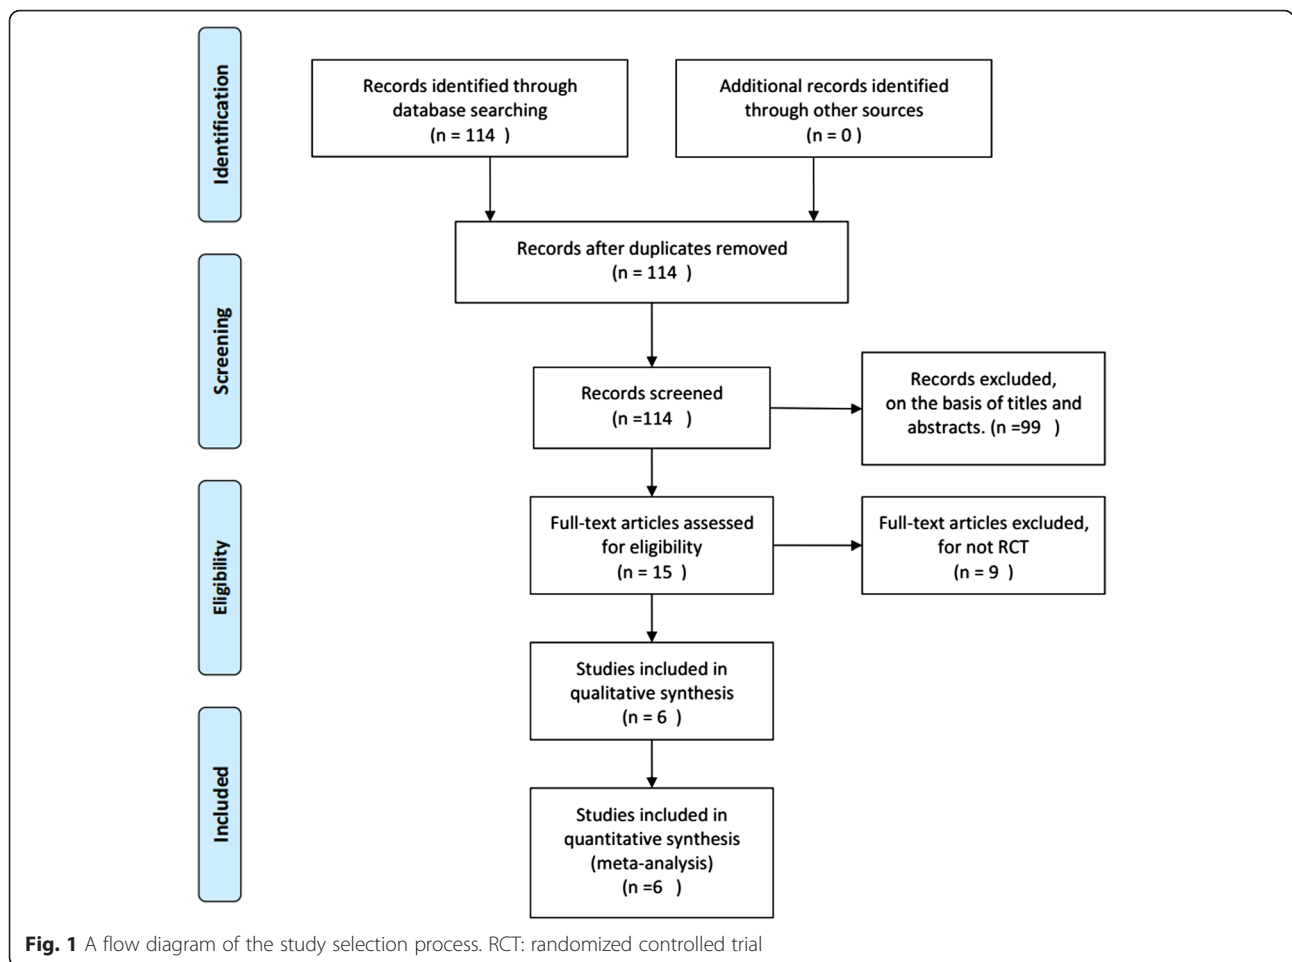 Identification
Records identified through
database searching
(n = 114  )
Additional records identified
through other sources
(n = 0  )
Records after duplicates removed
(n = 114  )
Screening
Records screened
(n =114  )
Records excluded,
on the basis of titles and
abstracts. (n =99  )
Eligibility
Full-text articles assessed
for eligibility
(n = 15  )
Full-text articles excluded,
for not RCT
(n = 9  )
Studies included in
qualitative synthesis
(n = 6  )
Included
Studies included in
quantitative synthesis
(meta-analysis)
(n =6  )
Fig. 1 A flow diagram of the study selection process. RCT: randomized controlled trial